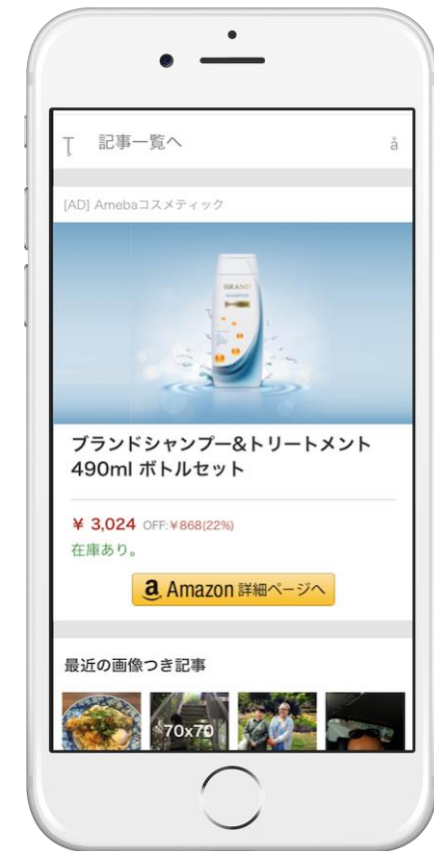 Ţ 記事一覧へ å
[AD] Amebaコスメティック
BRAND
SHAMPOO
ブランドシャンプー&トリートメント
490ml ボトルセット
¥ 3,024 OFF:¥868(22%)
在庫あり。
a Amazon 詳細ページへ
最近の画像つき記事
70x70